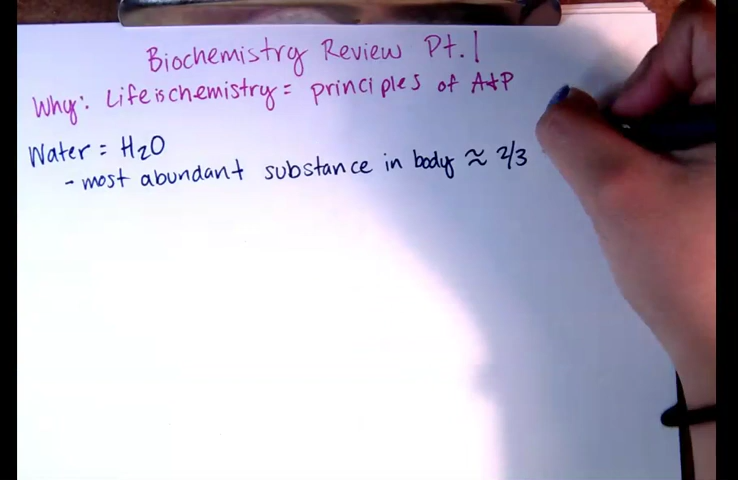 Biochemistry Review Pt. 1
Why: Life is chemistry = principles of A+P
Water = H2O
- most abundant substance in body ≈ 2/3